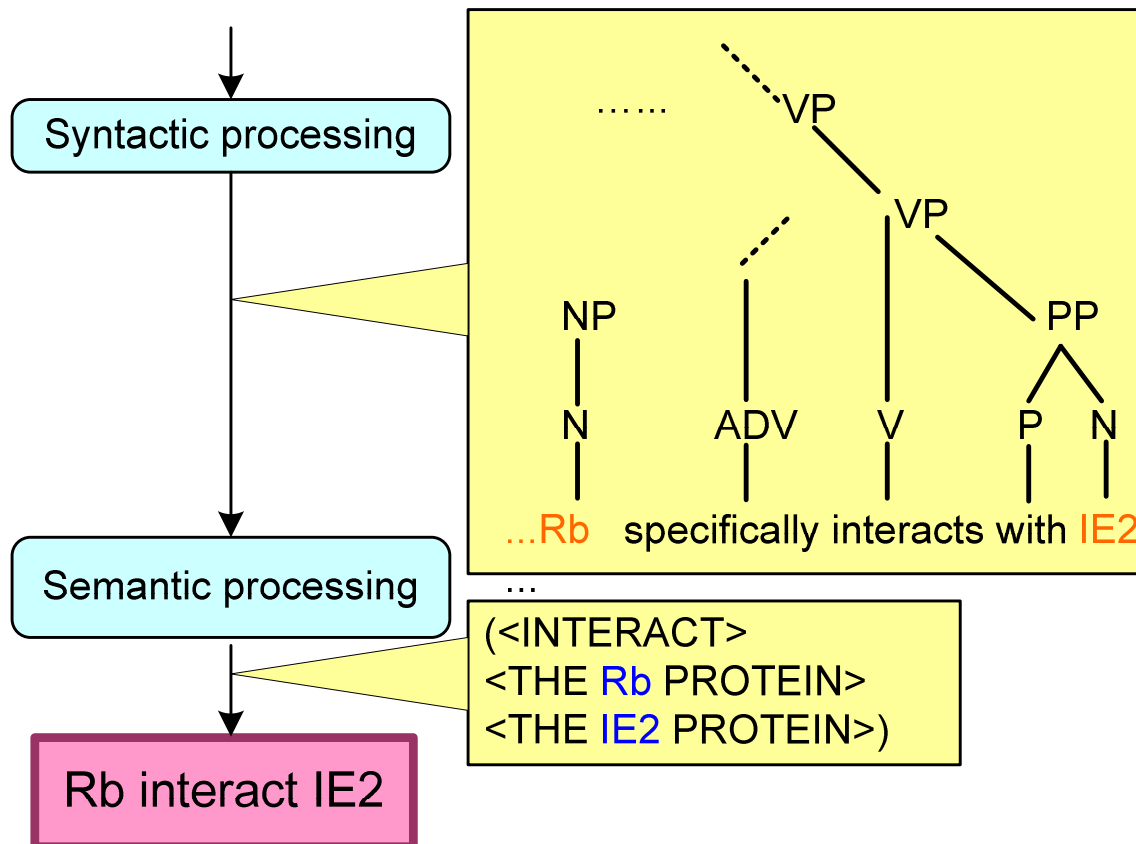 Syntactic processing
…...
VP
VP
NP
PP
N ADV V P N
...Rb specifically interacts with IE2
...
Semantic processing
(<INTERACT>
<THE Rb PROTEIN>
<THE IE2 PROTEIN>)
Rb interact IE2